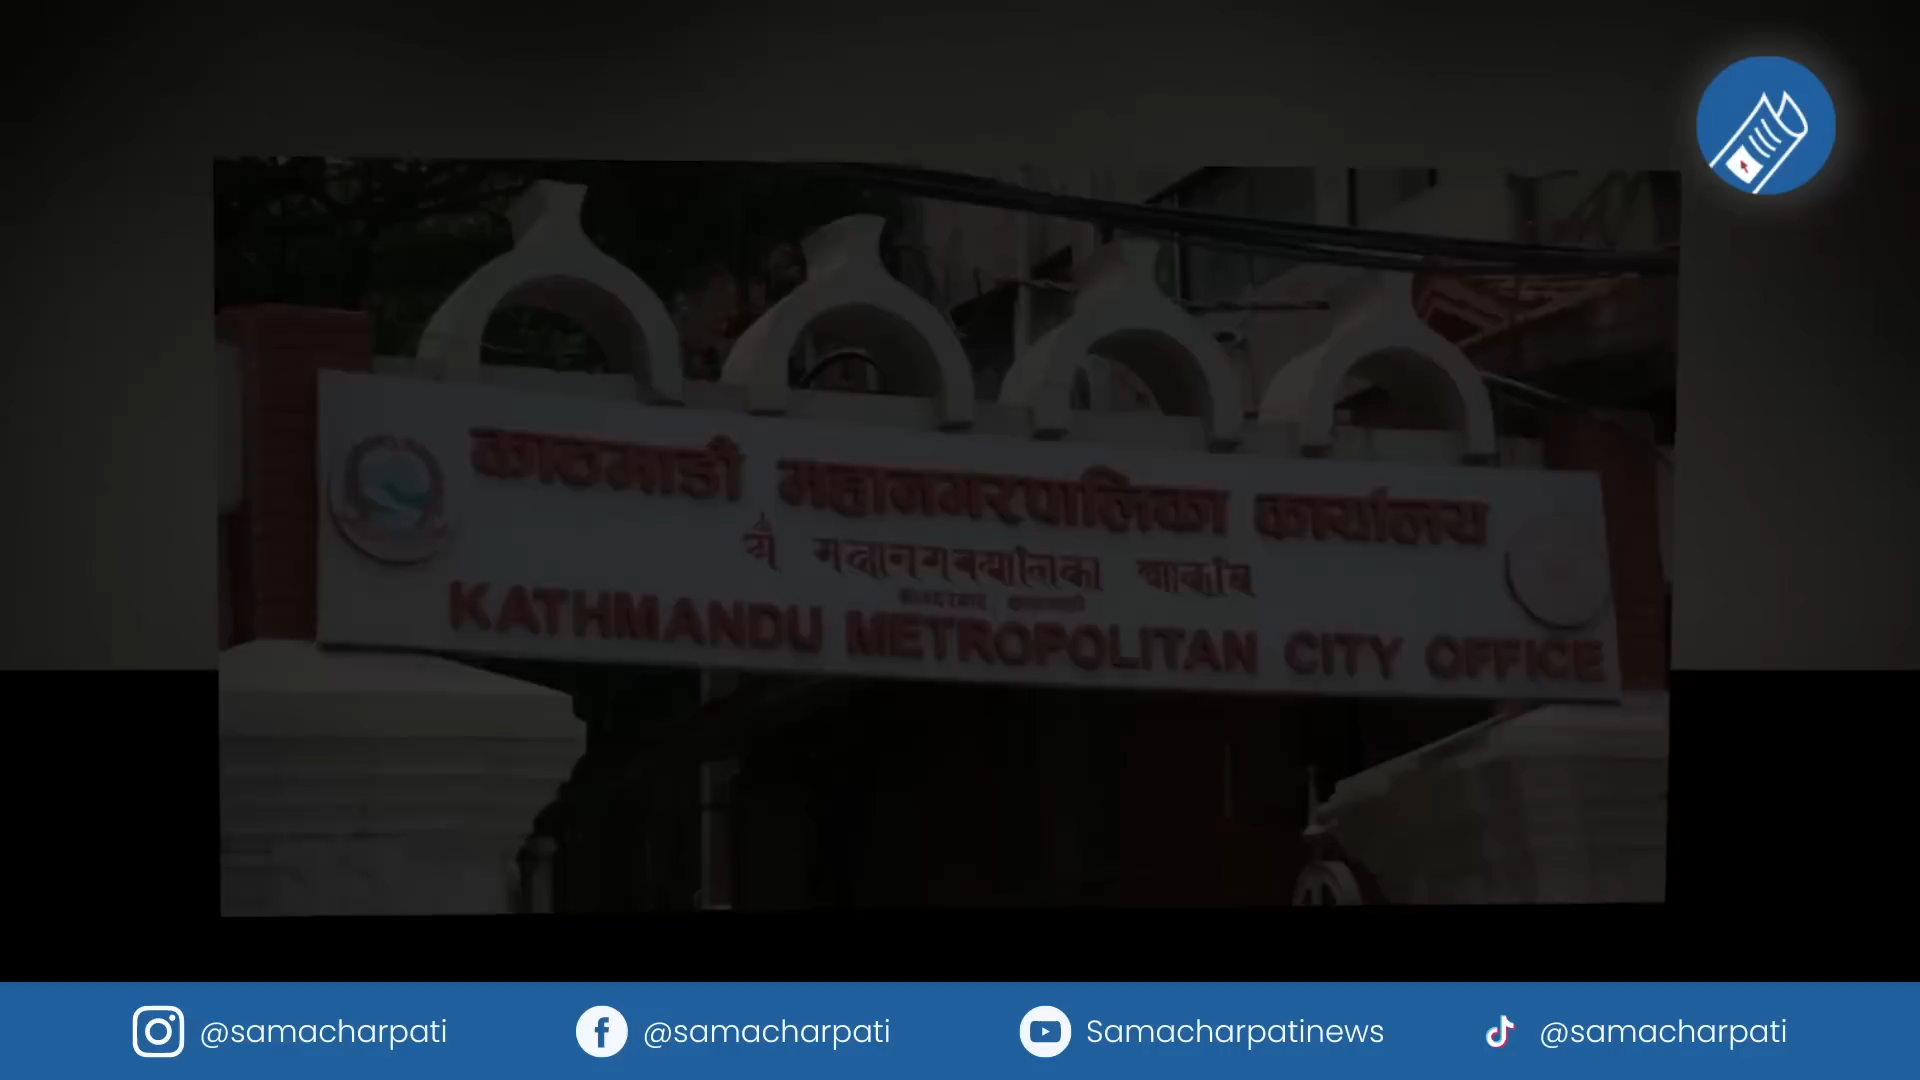 काठमाडौं महानगरपालिका कार्यालय
KATHMANDU METROPOLITAN CITY OFFICE
@samacharpati
@samacharpati
Samacharpatinews
@samacharpati